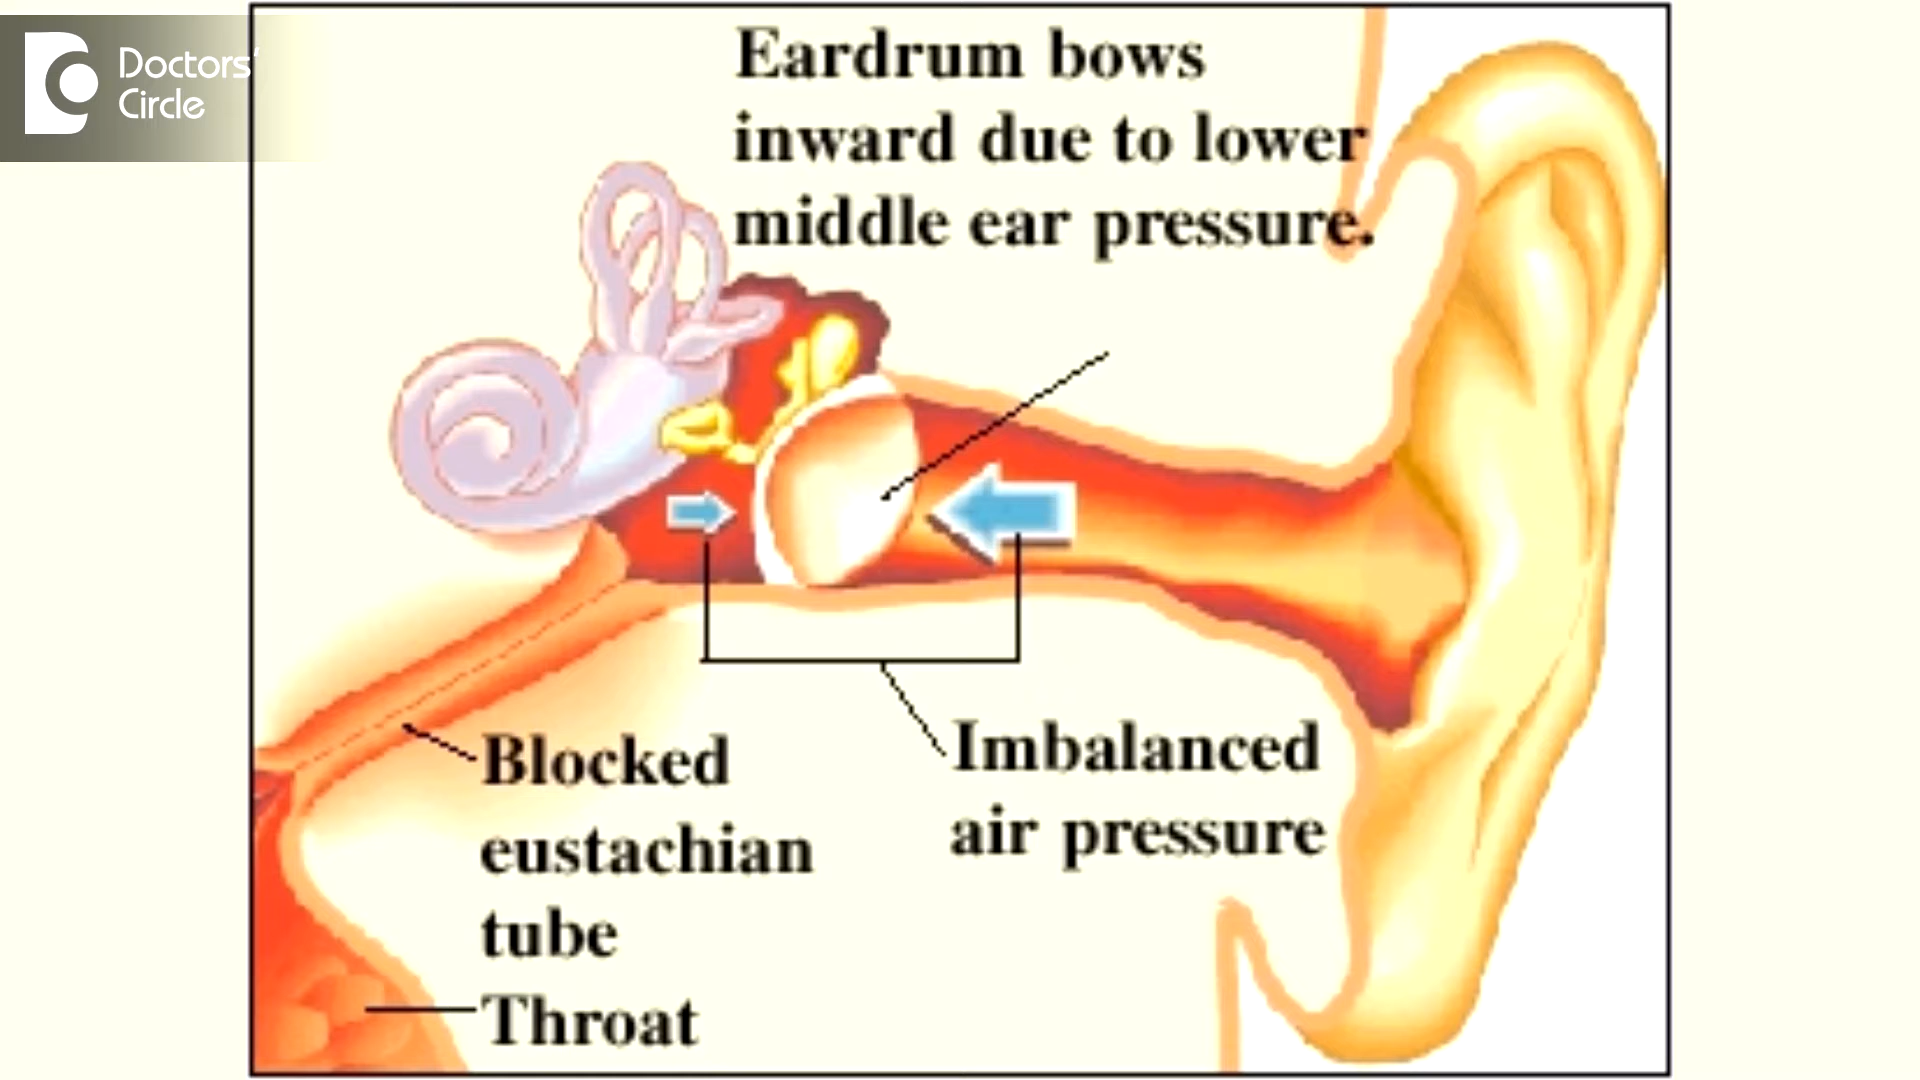 Doctors'
Circle
Eardrum bows
inward due to lower
middle ear pressure.
Blocked
eustachian
tube
Throat
Imbalanced
air pressure